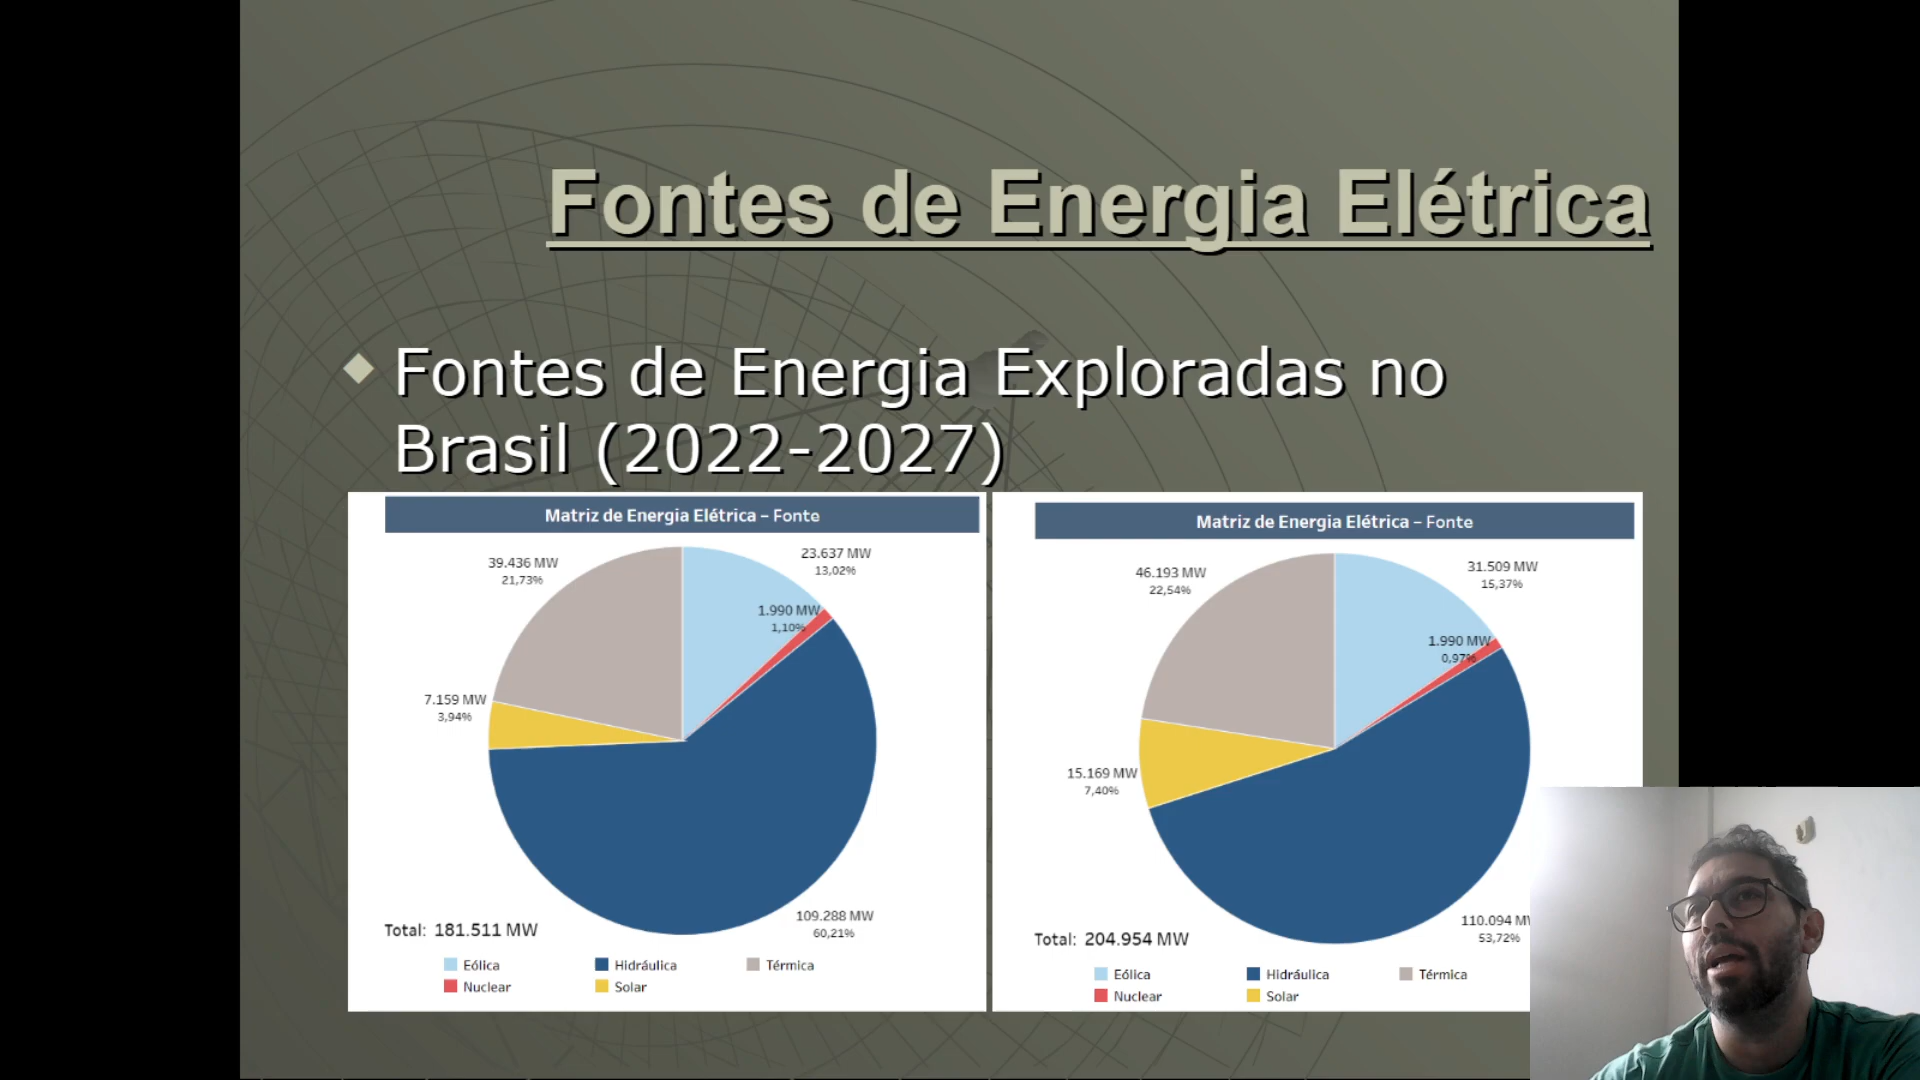 Fontes de Energia Elétrica
Fontes de Energia Exploradas no
Brasil (2022-2027)
Matriz de Energia Elétrica – Fonte
39.436 MW
21,73%
23.637 MW
13,02%
1.990 MW
1,10%
7.159 MW
3,94%
109.288 MW
60,21%
Total: 181.511 MW
Eólica
Hidráulica
Térmica
Nuclear
Solar
Matriz de Energia Elétrica – Fonte
46.193 MW
22,54%
31.509 MW
15,37%
1.990 MW
0,97%
15.169 MW
7,40%
110.094 MW
53,72%
Total: 204.954 MW
Eólica
Hidráulica
Térmica
Nuclear
Solar